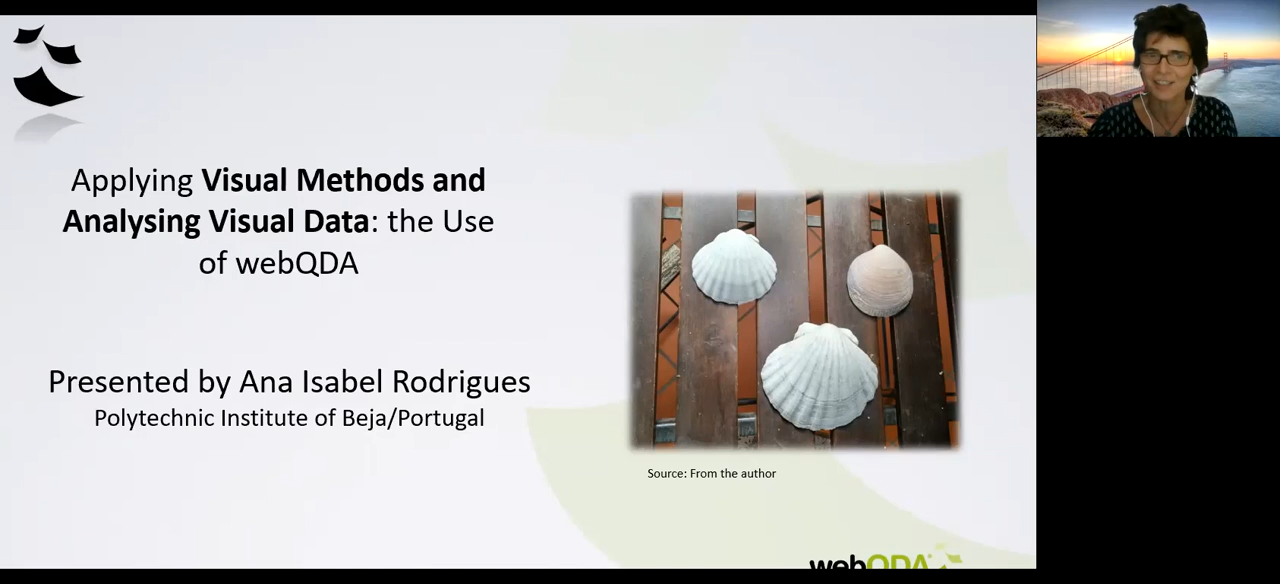 Applying Visual Methods and
Analysing Visual Data: the Use
of webQDA
Presented by Ana Isabel Rodrigues
Polytechnic Institute of Beja/Portugal
Source: From the author
webQDA